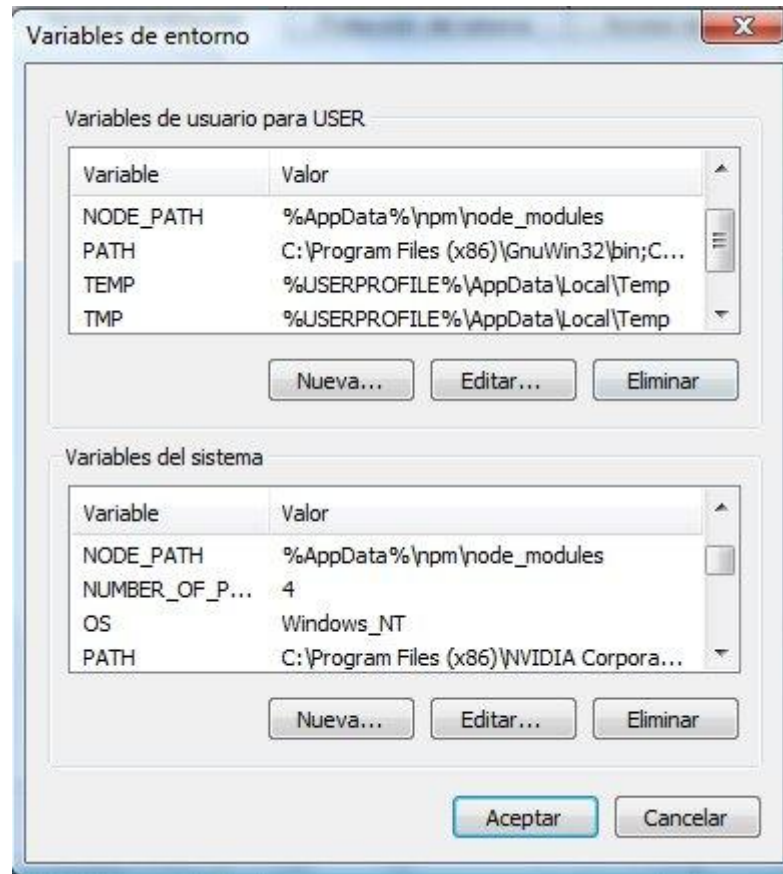 Variables de entorno
Variables de usuario para USER
Variable Valor
NODE_PATH %AppData%\npm\node_modules
PATH C:\Program Files (x86)\GnuWin32\bin;C...
TEMP %USERPROFILE%\AppData\Local\Temp
TMP %USERPROFILE%\AppData\Local\Temp
Nueva... Editar... Eliminar
Variables del sistema
Variable Valor
NODE_PATH %AppData%\npm\node_modules
NUMBER_OF_P... 4
OS Windows_NT
PATH C:\Program Files (x86)\NVIDIA Corpora...
Nueva... Editar... Eliminar
Aceptar Cancelar